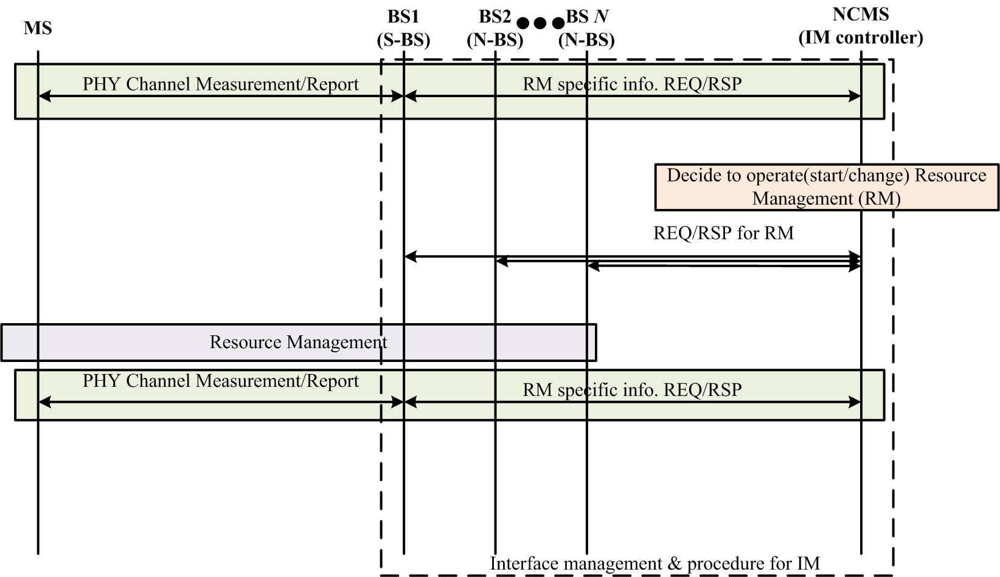 MS
BS1
(S-BS)
BS2
(N-BS)
BS N
(N-BS)
NCMS
(IM controller)
PHY Channel Measurement/Report
RM specific info. REQ/RSP
Decide to operate(start/change) Resource
Management (RM)
REQ/RSP for RM
Resource Management
PHY Channel Measurement/Report
RM specific info. REQ/RSP
Interface management & procedure for IM